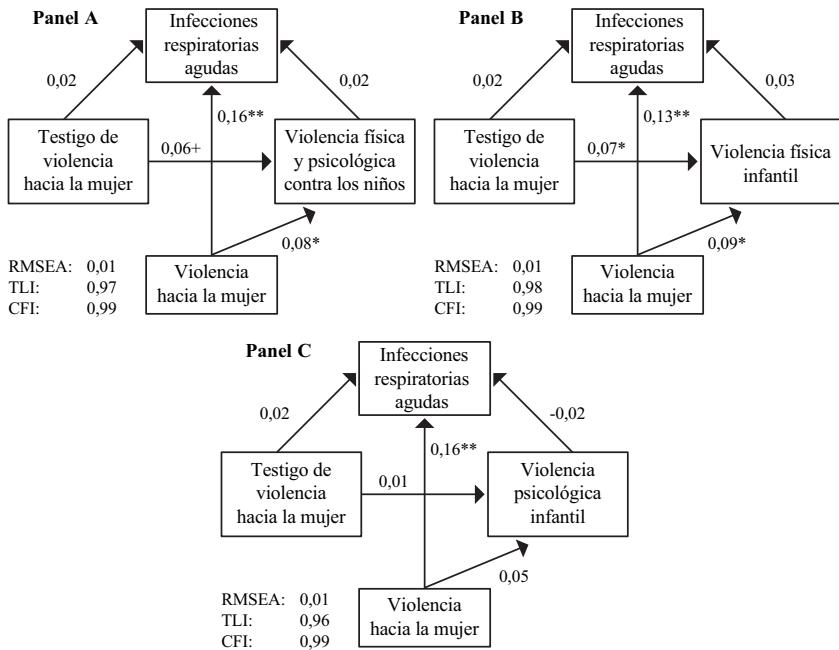 Panel A
Infecciones
respiratorias
agudas
0,02
0,02
0,16**
Testigo de
violencia
hacia la mujer
0,06+
Violencia física
y psicológica
contra los niños
0,08*
RMSEA: 0,01
TLI: 0,97
CFI: 0,99
Violencia
hacia la mujer
Panel B
Infecciones
respiratorias
agudas
0,02
0,03
0,13**
Testigo de
violencia
hacia la mujer
0,07*
Violencia física
infantil
0,09*
RMSEA: 0,01
TLI: 0,98
CFI: 0,99
Violencia
hacia la mujer
Panel C
Infecciones
respiratorias
agudas
0,02
-0,02
0,16**
Testigo de
violencia
hacia la mujer
0,01
Violencia
psicológica
infantil
0,05
RMSEA: 0,01
TLI: 0,96
CFI: 0,99
Violencia
hacia la mujer